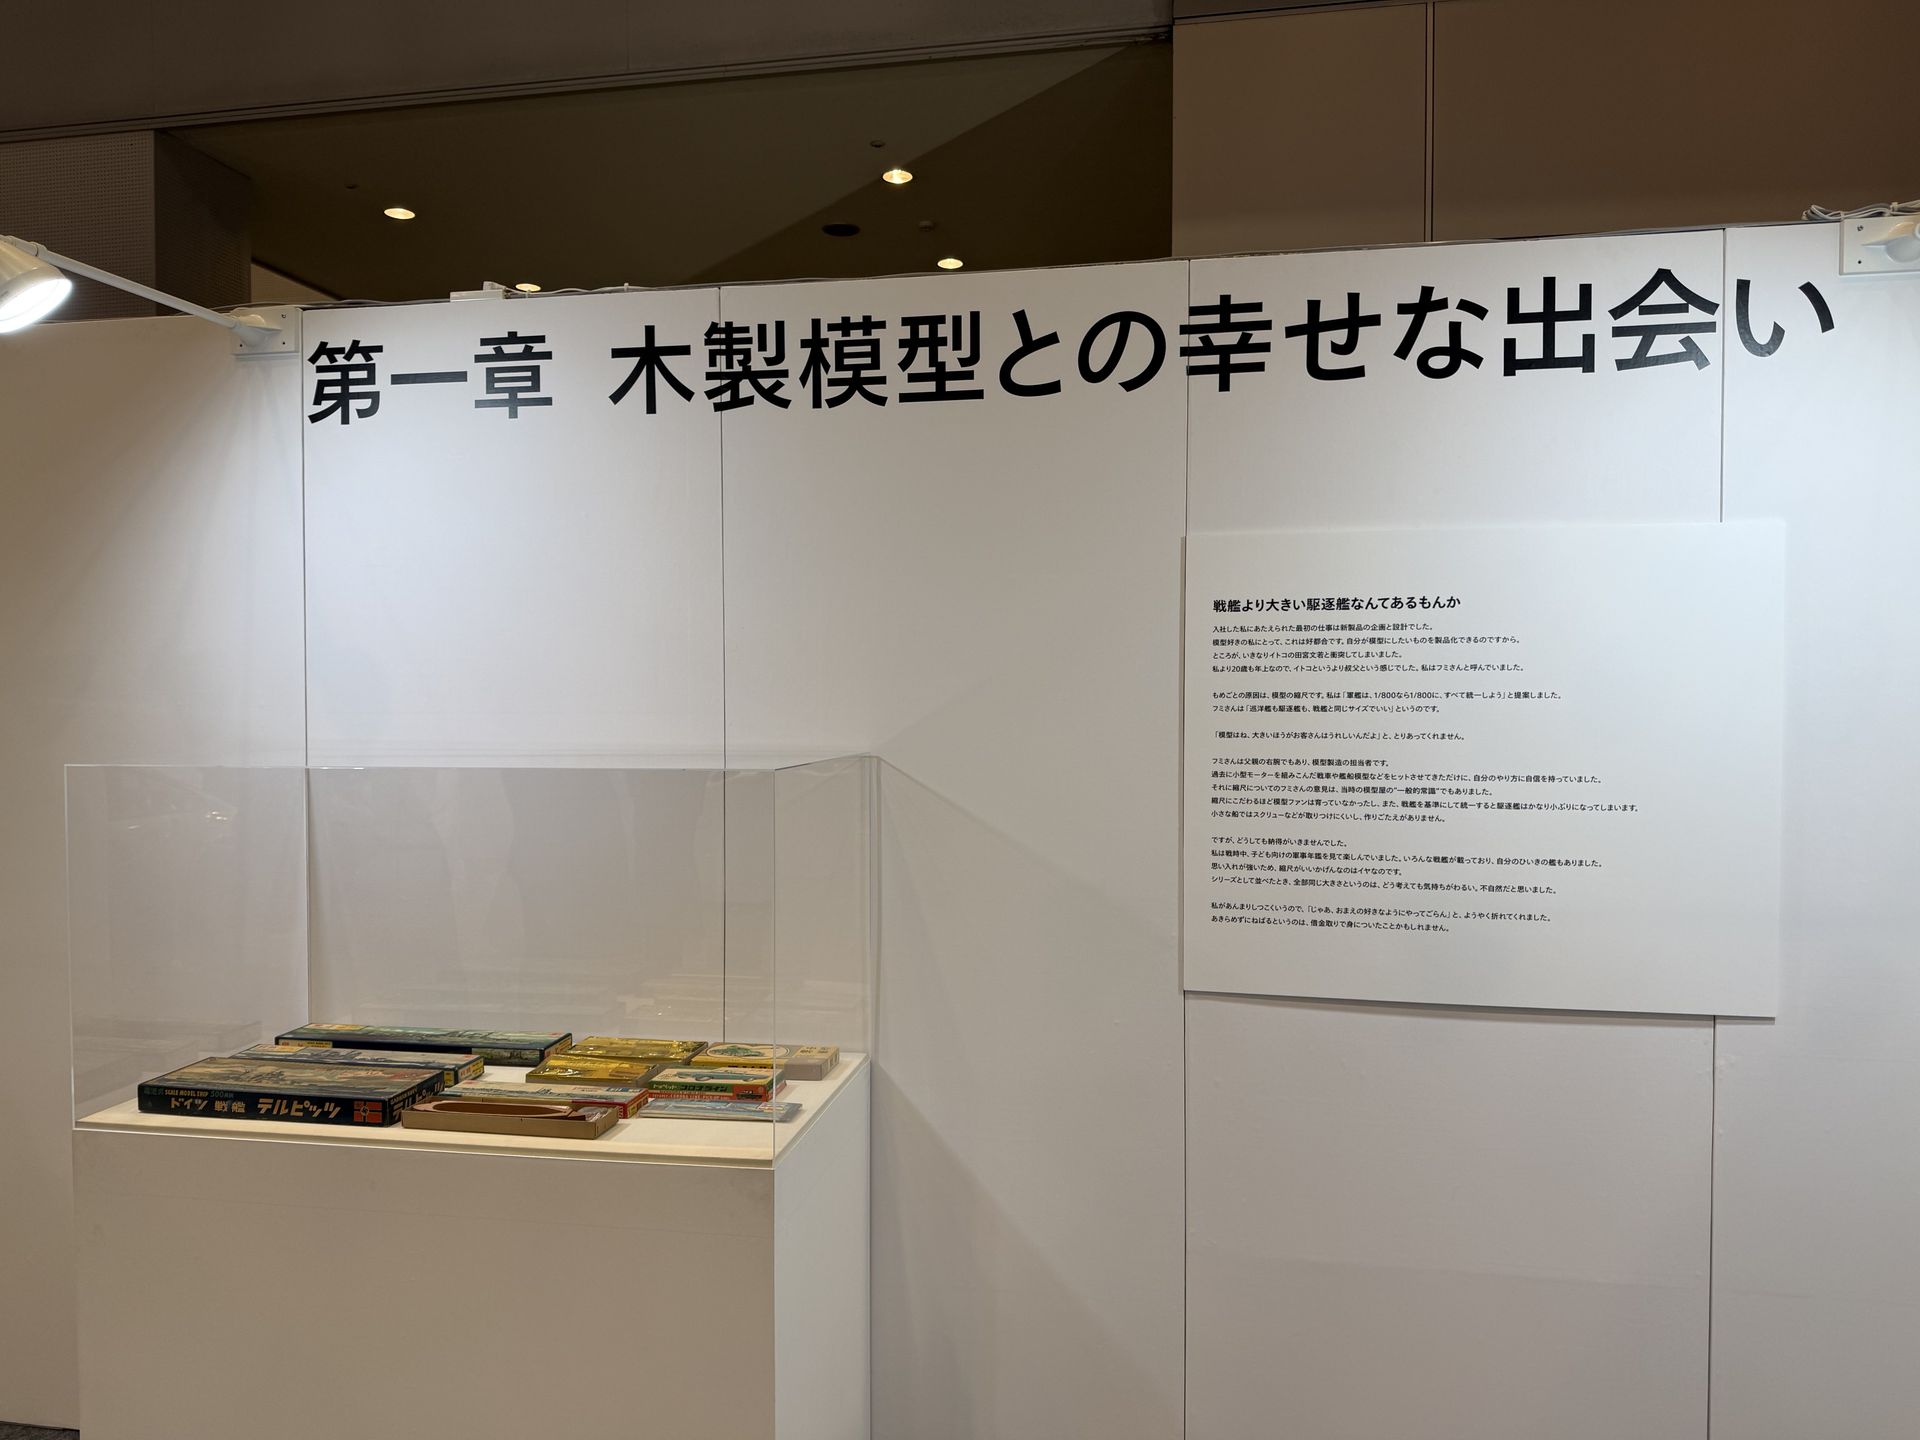 第一章 木製模型との幸せな出会い
戦艦より大きい駆逐艦なんてあるもんか
入社した私にあたえられた最初の仕事は新製品の企画と設計でした。
模型好きの私にとって、これは好都合です。自分が模型にしたいものを製品化できるのですから。
ところが、いきなりイトコの田宮文若と衝突してしまいました。
私より20歳も年上なので、イトコというより叔父という感じでした。私はフミさんと呼んでいました。
もめごとの原因は、模型の縮尺です。私は「軍艦は、1/800なら1/800に、すべて統一しよう」と提案しました。
フミさんは「巡洋艦も駆逐艦も、戦艦と同じサイズでいい」というのです。
「模型はね、大きいほうがお客さんはうれしいんだよ」と、とりあってくれません。
フミさんは父親の右腕でもあり、模型製造の担当者です。
過去に小型モーターを組みこんだ戦車や艦船模型などをヒットさせてきただけに、自分のやり方に自信を持っていました。
それに縮尺についてのフミさんの意見は、当時の模型屋の“一般的常識”でもありました。
縮尺にこだわるほど模型ファンは育っていなかったし、また、戦艦を基準にして統一すると駆逐艦はかなり小ぶりになってしまいます。
小さな船ではスクリューなどが取りつけにくいし、作りごたえがありません。
ですが、どうしても納得がいきませんでした。
私は戦時中、子ども向けの軍事年鑑を見て楽しんでいました。いろんな戦艦が載っており、自分のひいきの艦もありました。
思い入れが強いため、縮尺がいいかげんなのはイヤなのです。
シリーズとして並べたとき、全部同じ大きさというのは、どう考えても気持ちがわるい。不自然だと思いました。
私があんまりしつこくいうので、「じゃあ、おまえの好きなようにやってごらん」と、ようやく折れてくれました。
あきらめずにねばるというのは、借金取りで身についたことかもしれません。
SCALE MODEL SHIP
ドイツ 戦艦 テルピッツ
コロナライン